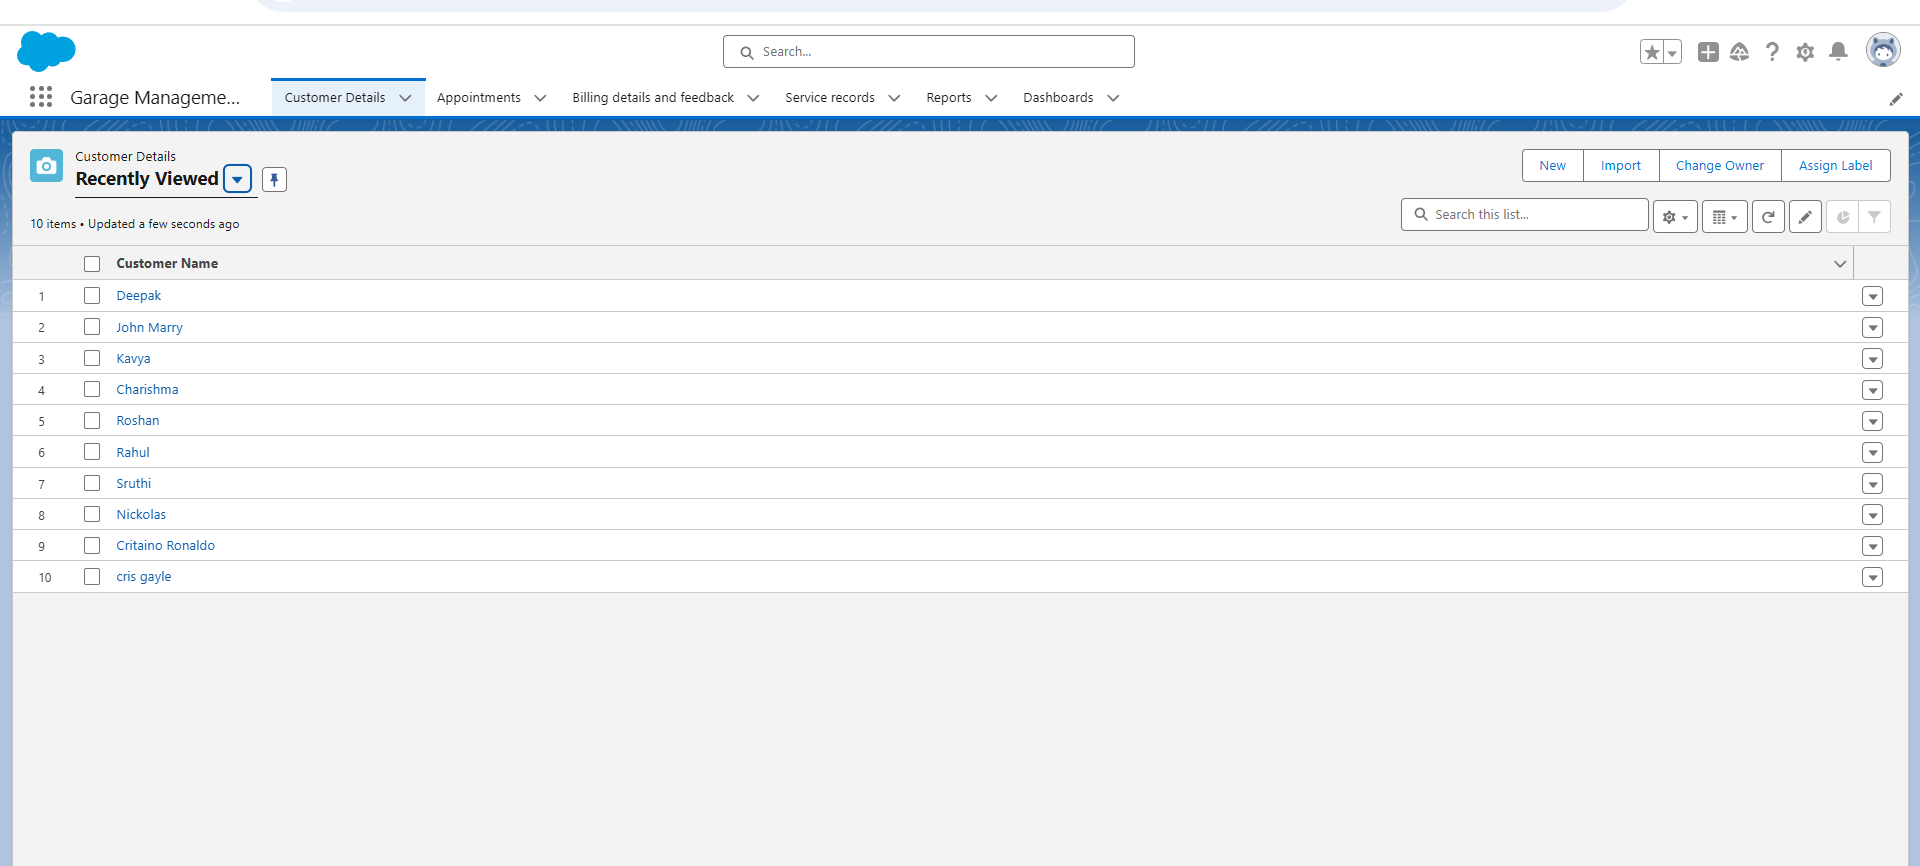 Search...
Garage Manageme...
Customer Details
Appointments
Billing details and feedback
Service records
Reports
Dashboards
Customer Details
Recently Viewed
New
Import
Change Owner
Assign Label
10 items • Updated a few seconds ago
Search this list...
Customer Name
1 Deepak
2 John Marry
3 Kavya
4 Charishma
5 Roshan
6 Rahul
7 Sruthi
8 Nickolas
9 Critaino Ronaldo
10 cris gayle